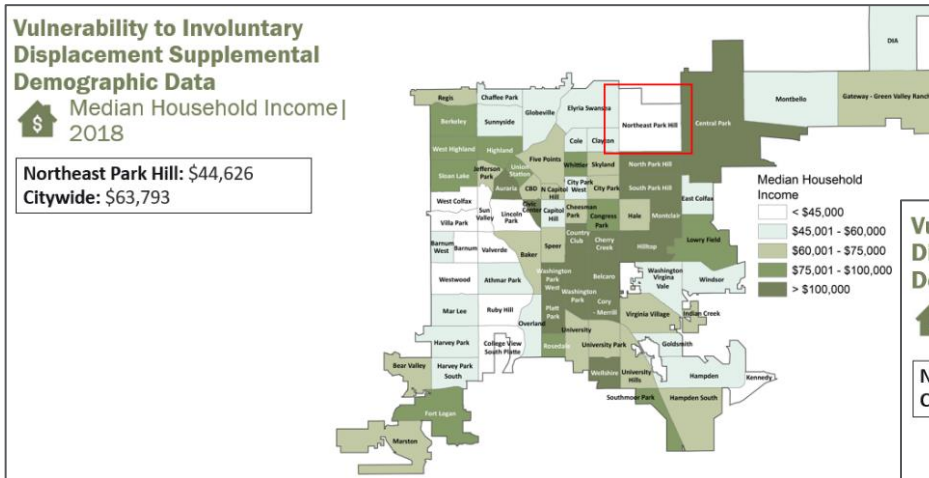 Vulnerability to Involuntary
Displacement Supplemental
Demographic Data
$
Median Household Income|
2018
Northeast Park Hill: $44,626
Citywide: $63,793
DIA
Regis
Chaffee Park
Globeville
Elyria Swansea
Northeast Park Hill
Central Park
Montbello
Gateway - Green Valley Ranch
Berkeley
Sunnyside
West Highland
Highland
Cole
Clayton
Five Points
Whittier
Skyland
North Park Hill
Sloan Lake
Jefferson
Park
Union
Station
Auraria
CBD
N Capitol
Hill
City Park
West
City Park
South Park Hill
West Colfax
Sun
Valley
Lincoln
Park
Civic
Center
Capitol
Hill
Cheesman
Park
Congress
Park
Hale
Montclair
East Colfax
Villa Park
Barnum
West
Barnum
Valverde
Baker
Speer
Country
Club
Cherry
Creek
Hilltop
Lowry Field
Westwood
Athmar Park
Washington
Park
West
Washington
Park
Belcaro
Washington
Virginia
Vale
Windsor
Mar Lee
Ruby Hill
Overland
Platt
Park
Cory
- Merrill
Virginia Village
Indian Creek
Harvey Park
College View
South Platte
Rosedale
University
University Park
Goldsmith
Bear Valley
Harvey Park
South
Wellshire
University
Hills
Hampden
Kennedy
Fort Logan
Southmoor Park
Hampden South
Marston
Median Household
Income
< $45,000
$45,001 - $60,000
$60,001 - $75,000
$75,001 - $100,000
> $100,000